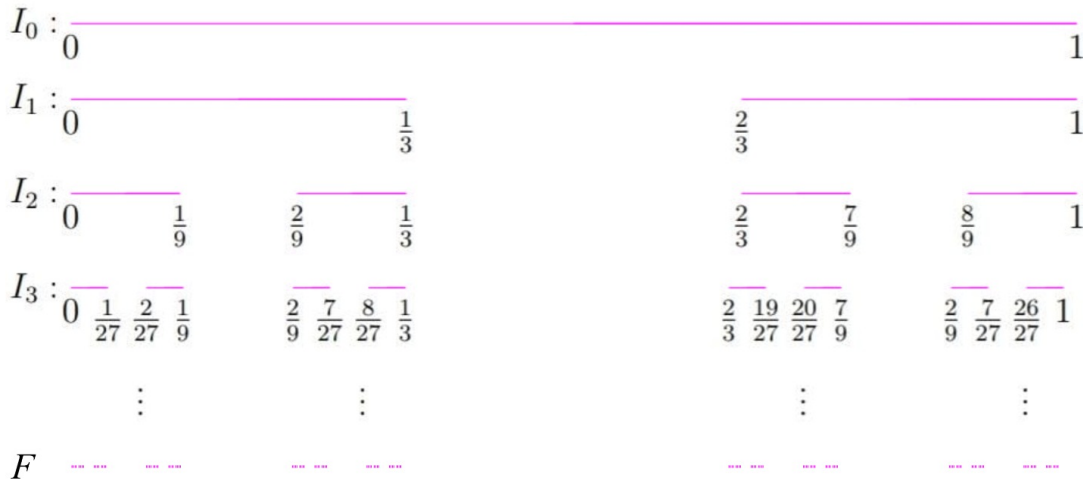 I₀ :
0 1
I₁ :
0 1/3 2/3 1
I₂ :
0 1/9 2/9 1/3 2/3 7/9 8/9 1
I₃ :
0 1/27 2/27 1/9 2/9 7/27 8/27 1/3 2/3 19/27 20/27 7/9 2/9 7/27 26/27 1
⋮ ⋮ ⋮ ⋮
F